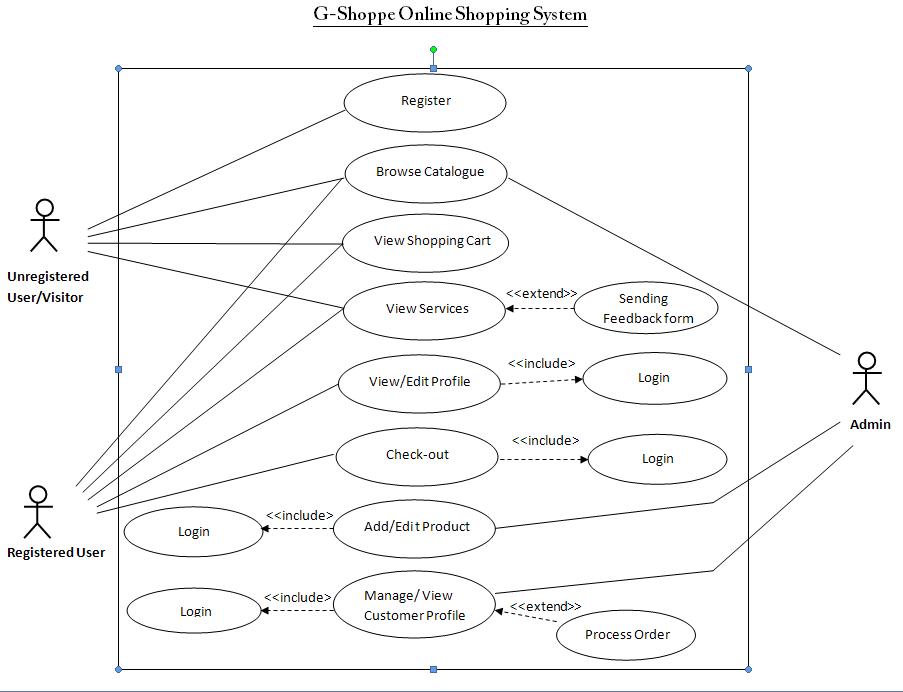 G-Shoppe Online Shopping System
Register
Browse Catalogue
View Shopping Cart
Unregistered
User/Visitor
View Services
<<extend>>
Sending
Feedback form
View/Edit Profile
<<include>
Login
Admin
Check-out
<<include>
Login
Registered User
Login
<<include>
Add/Edit Product
Login
<<include>
Manage/ View
Customer Profile
<<extend>>
Process Order